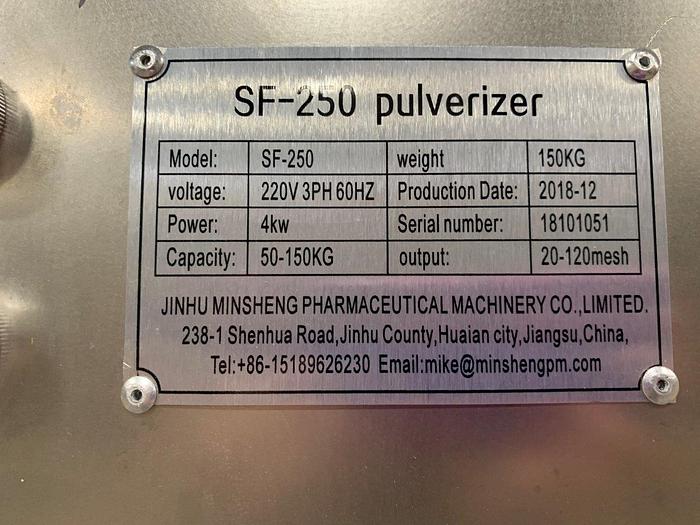 SF-250 pulverizer
Model: SF-250 weight 150KG
voltage: 220V 3PH 60HZ Production Date: 2018-12
Power: 4kw Serial number: 18101051
Capacity: 50-150KG output: 20-120mesh
JINHU MINSHENG PHARMACEUTICAL MACHINERY CO.,LIMITED.
238-1 Shenhua Road,Jinhu County,Huaian city,Jiangsu,China,
Tel:+86-15189626230 Email:mike@minshengpm.com